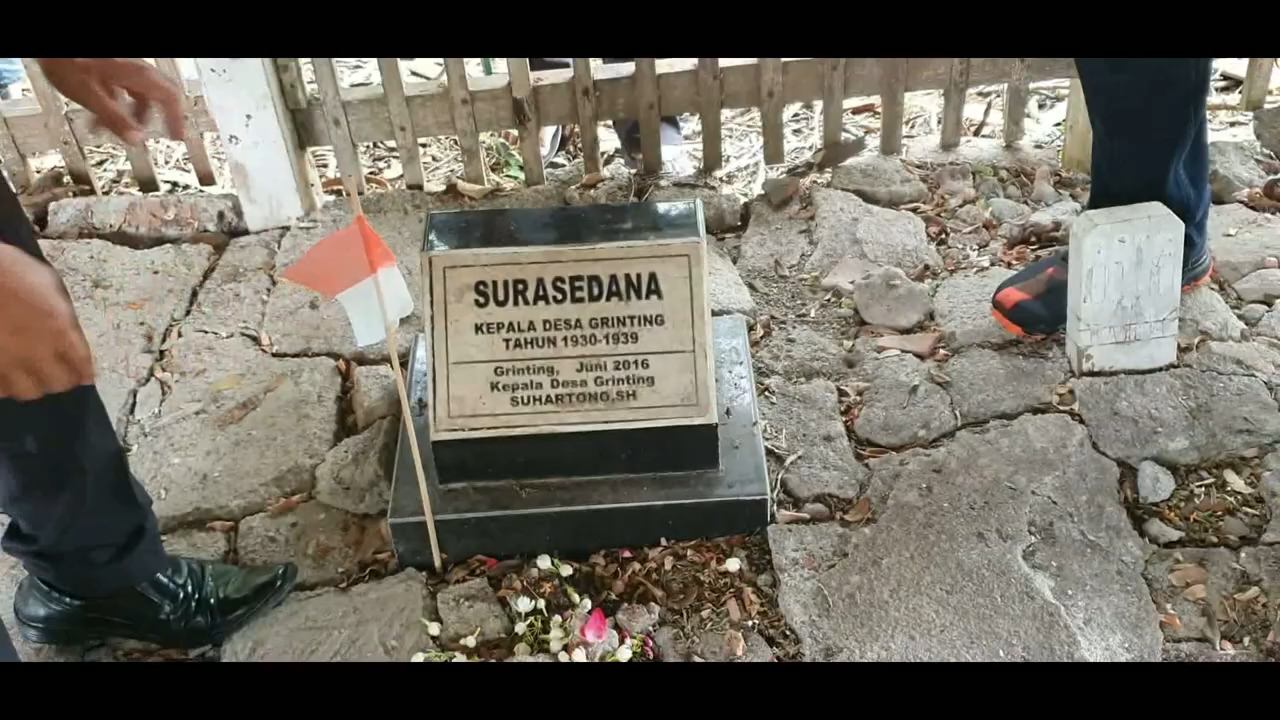 SURASEDANA
KEPALA DESA GRINTING
TAHUN 1930-1939
Grinting, Juni 2016
Kepala Desa Grinting
SUHARTONO,SH